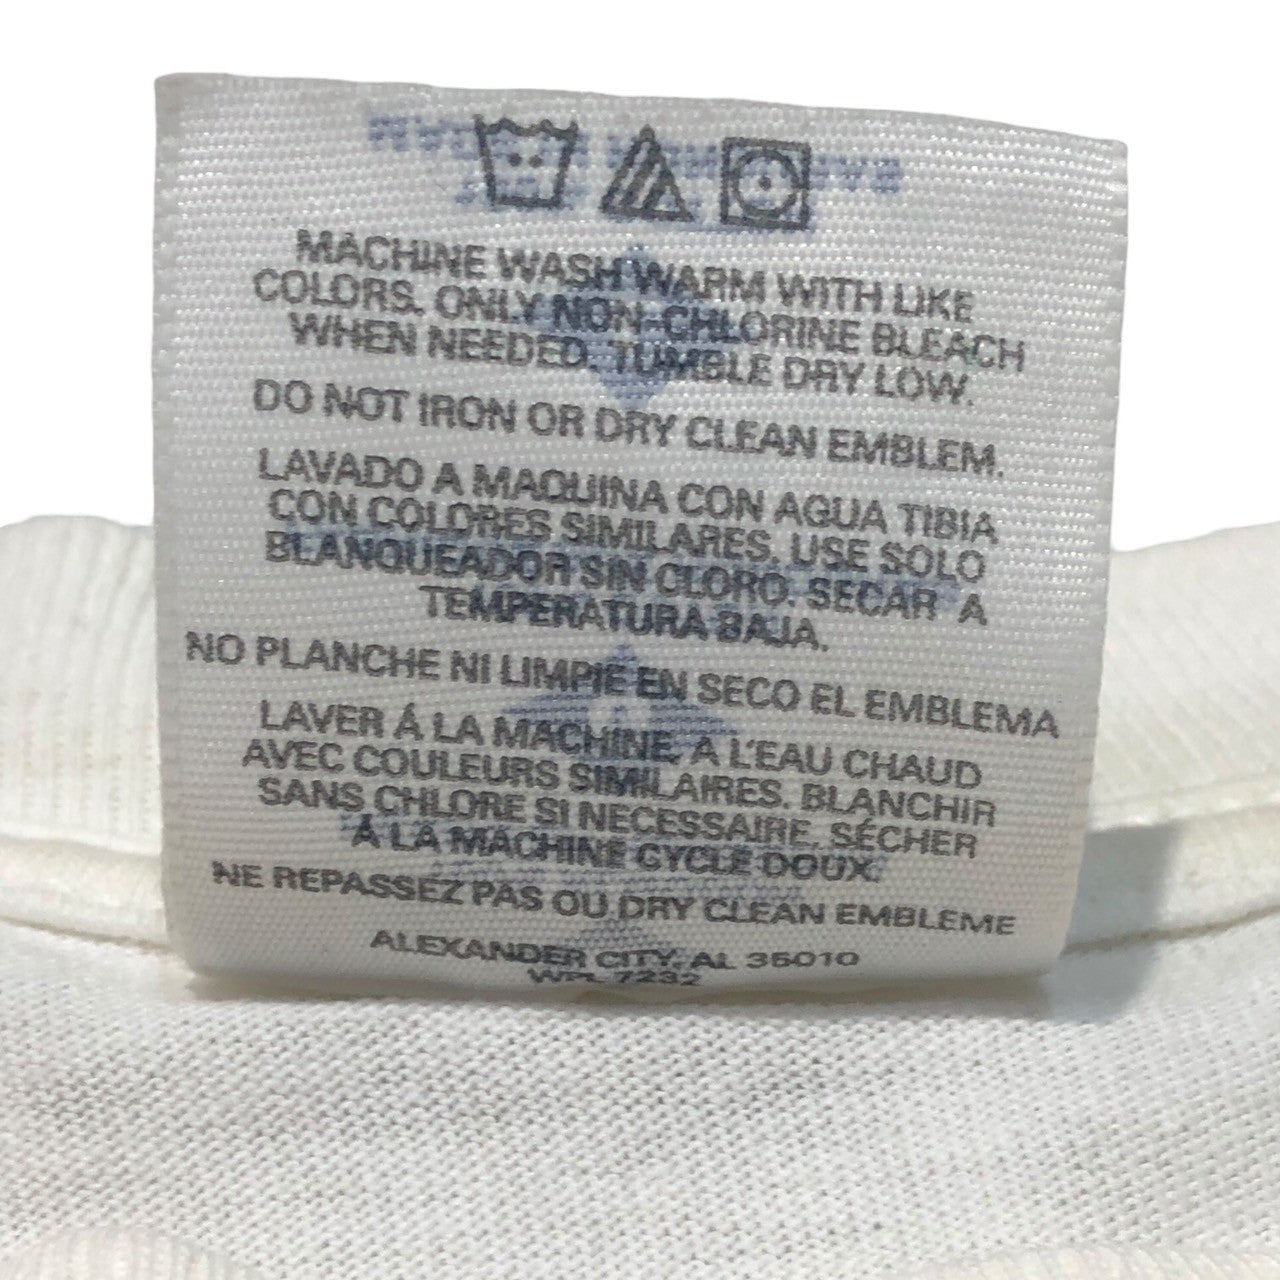 MACHINE WASH WARM WITH LIKE
COLORS. ONLY NON-CHLORINE BLEACH
WHEN NEEDED. TUMBLE DRY LOW.
DO NOT IRON OR DRY CLEAN EMBLEM.
LAVADO A MAQUINA CON AGUA TIBIA
CON COLORES SIMILARES. USE SOLO
BLANQUEADOR SIN CLORO. SECAR A
TEMPERATURA BAJA.
NO PLANCHE NI LIMPIE EN SECO EL EMBLEMA
LAVER Á LA MACHINE, A L'EAU CHAUD
AVEC COULEURS SIMILAIRES. BLANCHIR
SANS CHLORE SI NECESSAIRE. SÉCHER
Á LA MACHINE CYCLE DOUX.
NE REPASSEZ PAS OU DRY CLEAN EMBLEME
ALEXANDER CITY, AL 35010
WPL 7232